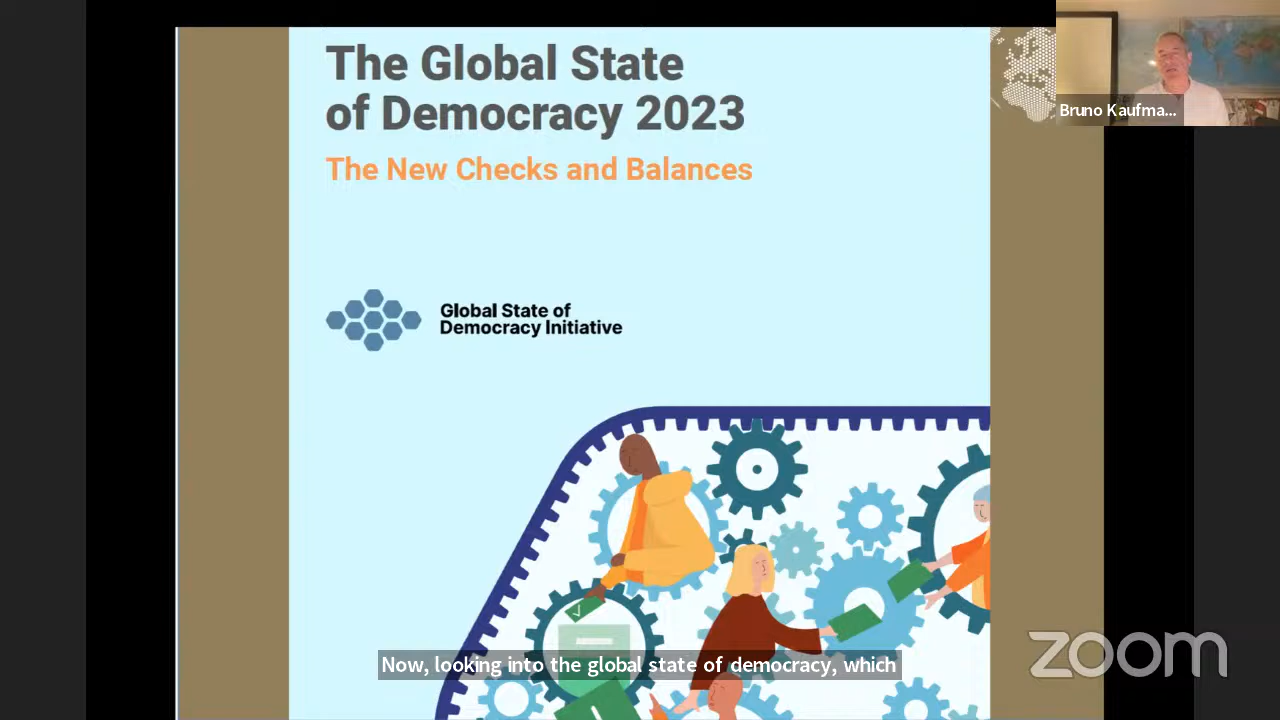 The Global State
of Democracy 2023
The New Checks and Balances
Global State of
Democracy Initiative
Bruno Kaufma...
Now, looking into the global state of democracy, which
zoom